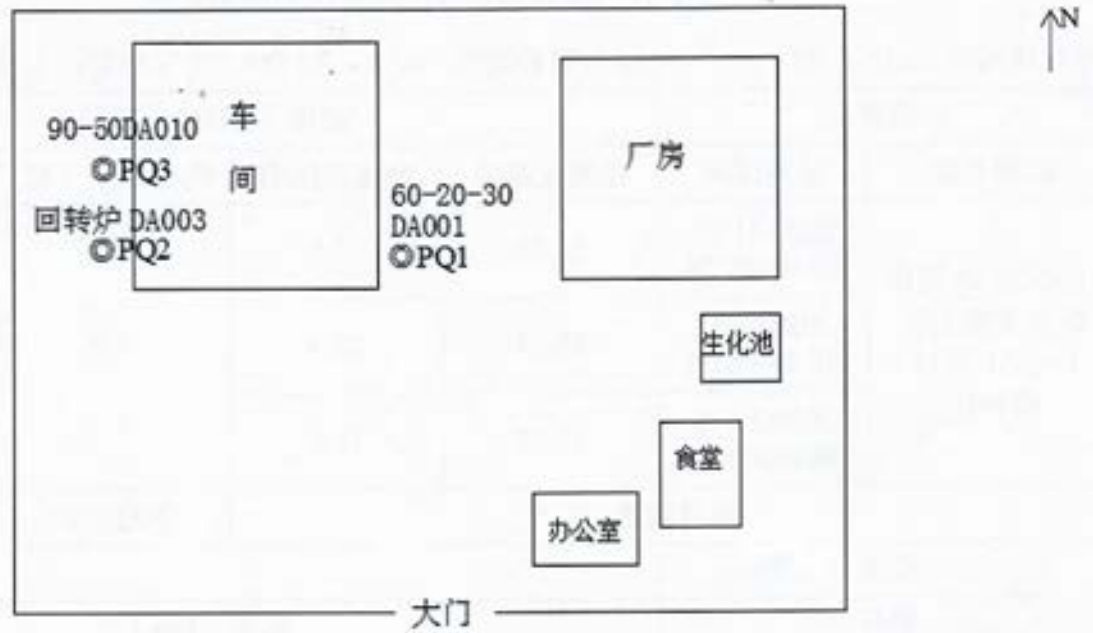 N
车
间
90-50DA010
◎PQ3
回转炉 DA003
◎PQ2
60-20-30
DA001
◎PQ1
厂房
生化池
食堂
办公室
大门